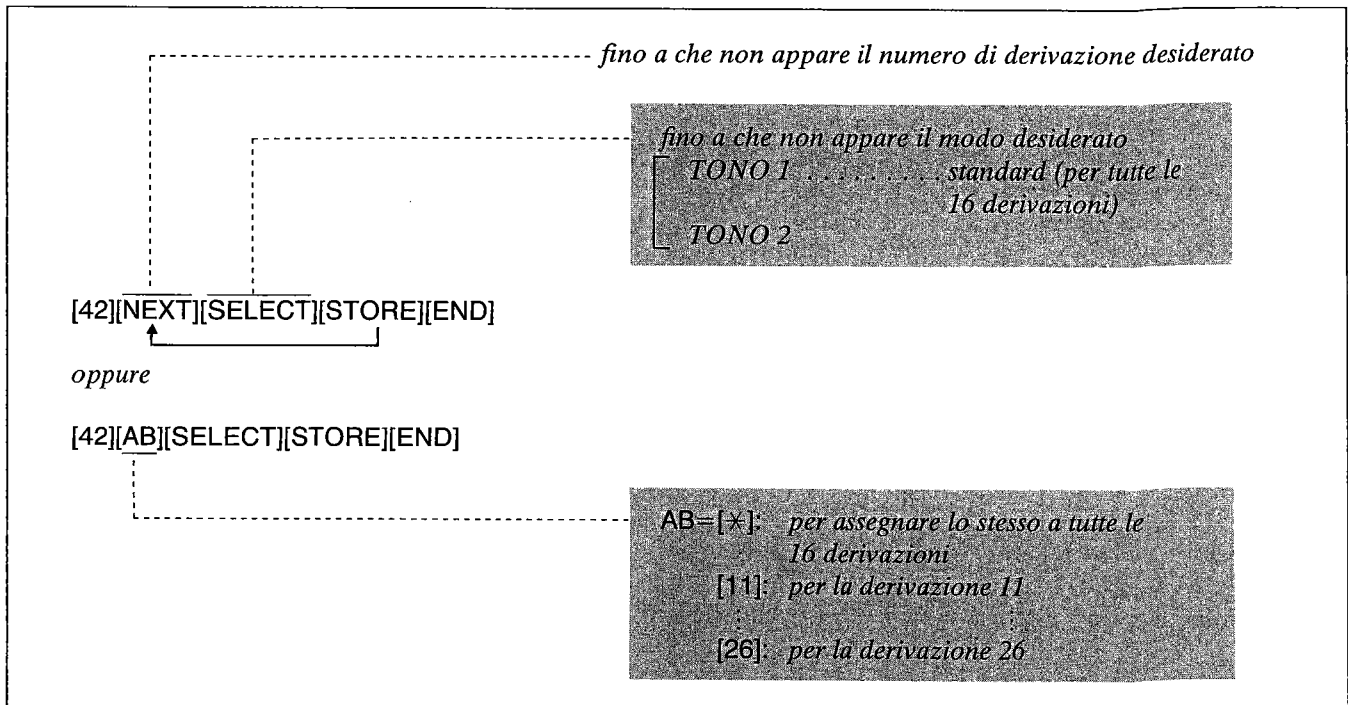 fino a che non appare il numero di derivazione desiderato
fino a che non appare il modo desiderato
TONO 1 . . . . . . . . . standard (per tutte le
16 derivazioni)
TONO 2
[42][NEXT][SELECT][STORE][END]
oppure
[42][AB][SELECT][STORE][END]
AB=[✳]: per assegnare lo stesso a tutte le
16 derivazioni
[11]: per la derivazione 11
[26]: per la derivazione 26